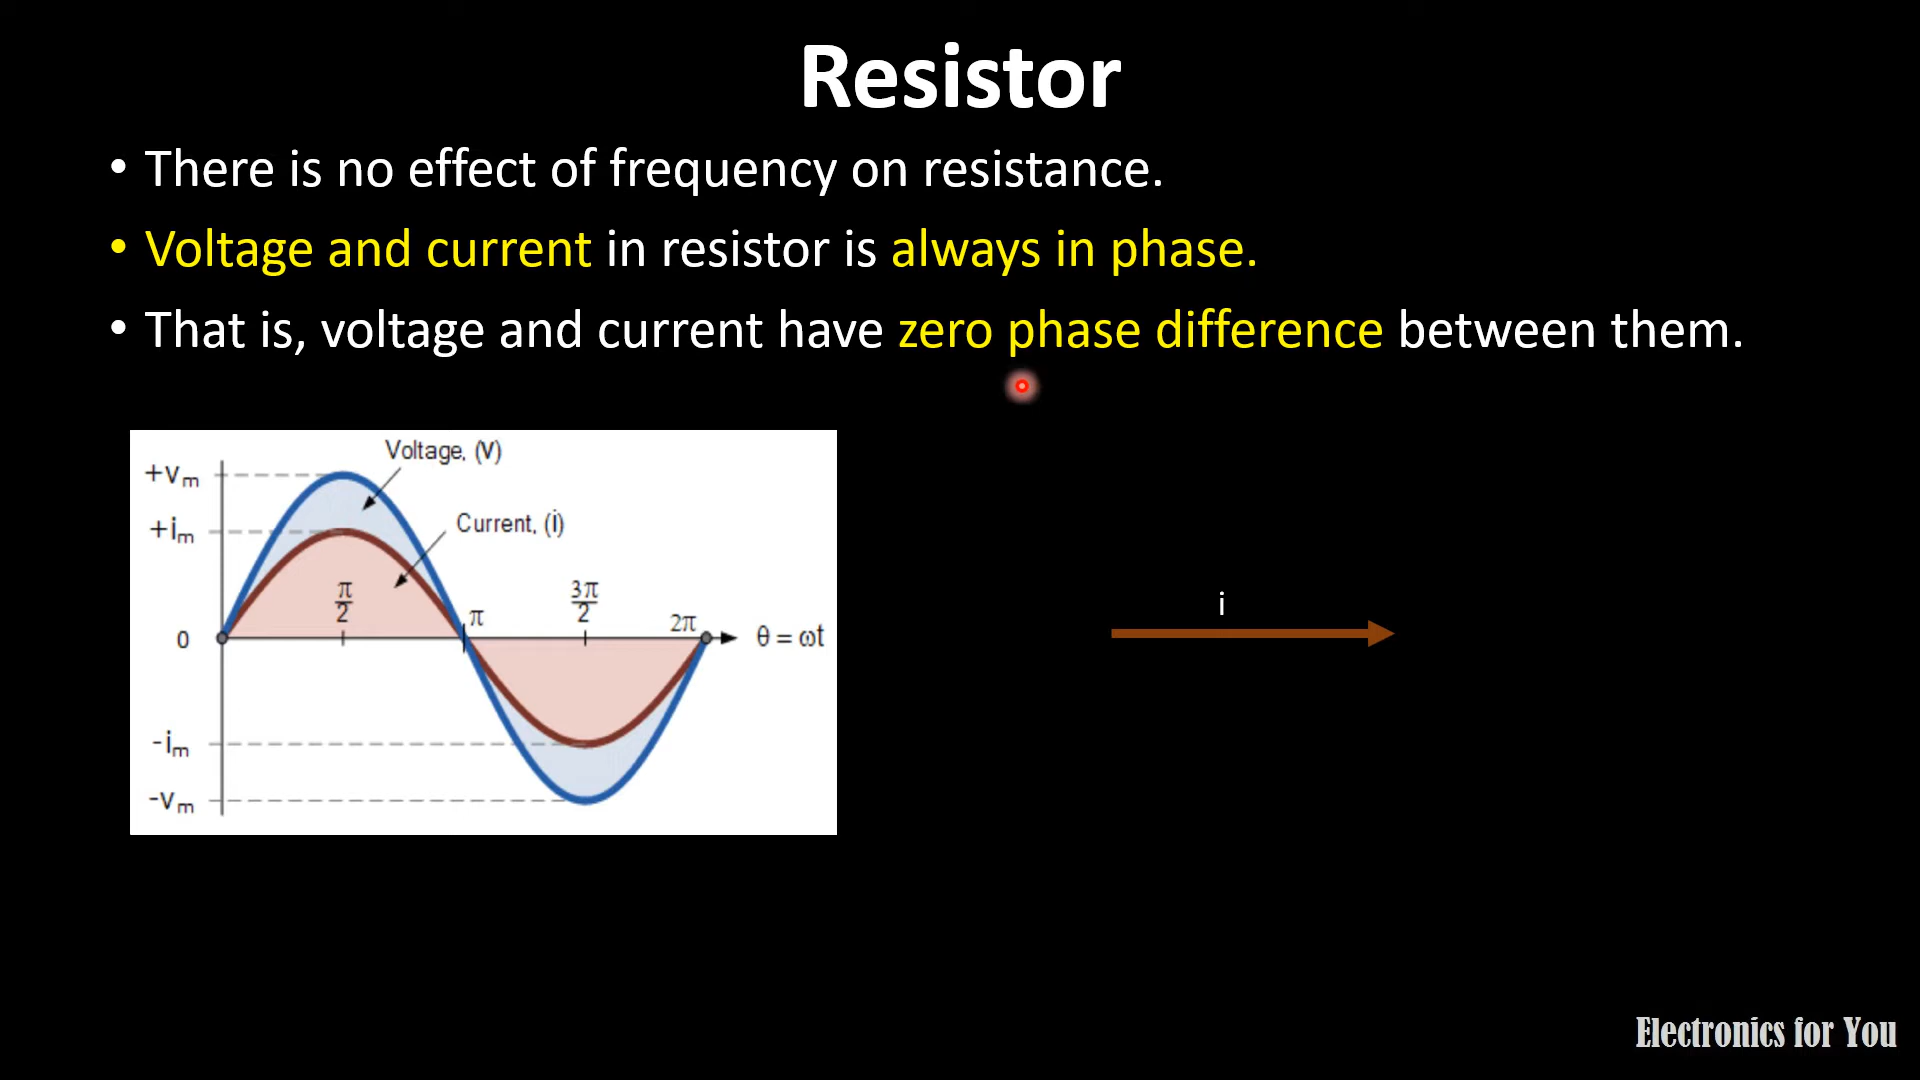 Resistor
• There is no effect of frequency on resistance.
• Voltage and current in resistor is always in phase.
• That is, voltage and current have zero phase difference between them.
Voltage, (V)
+vm
Current, (i)
+im
π/2
3π/2
π
2π
0
θ = ωt
-im
-vm
i
Electronics for You